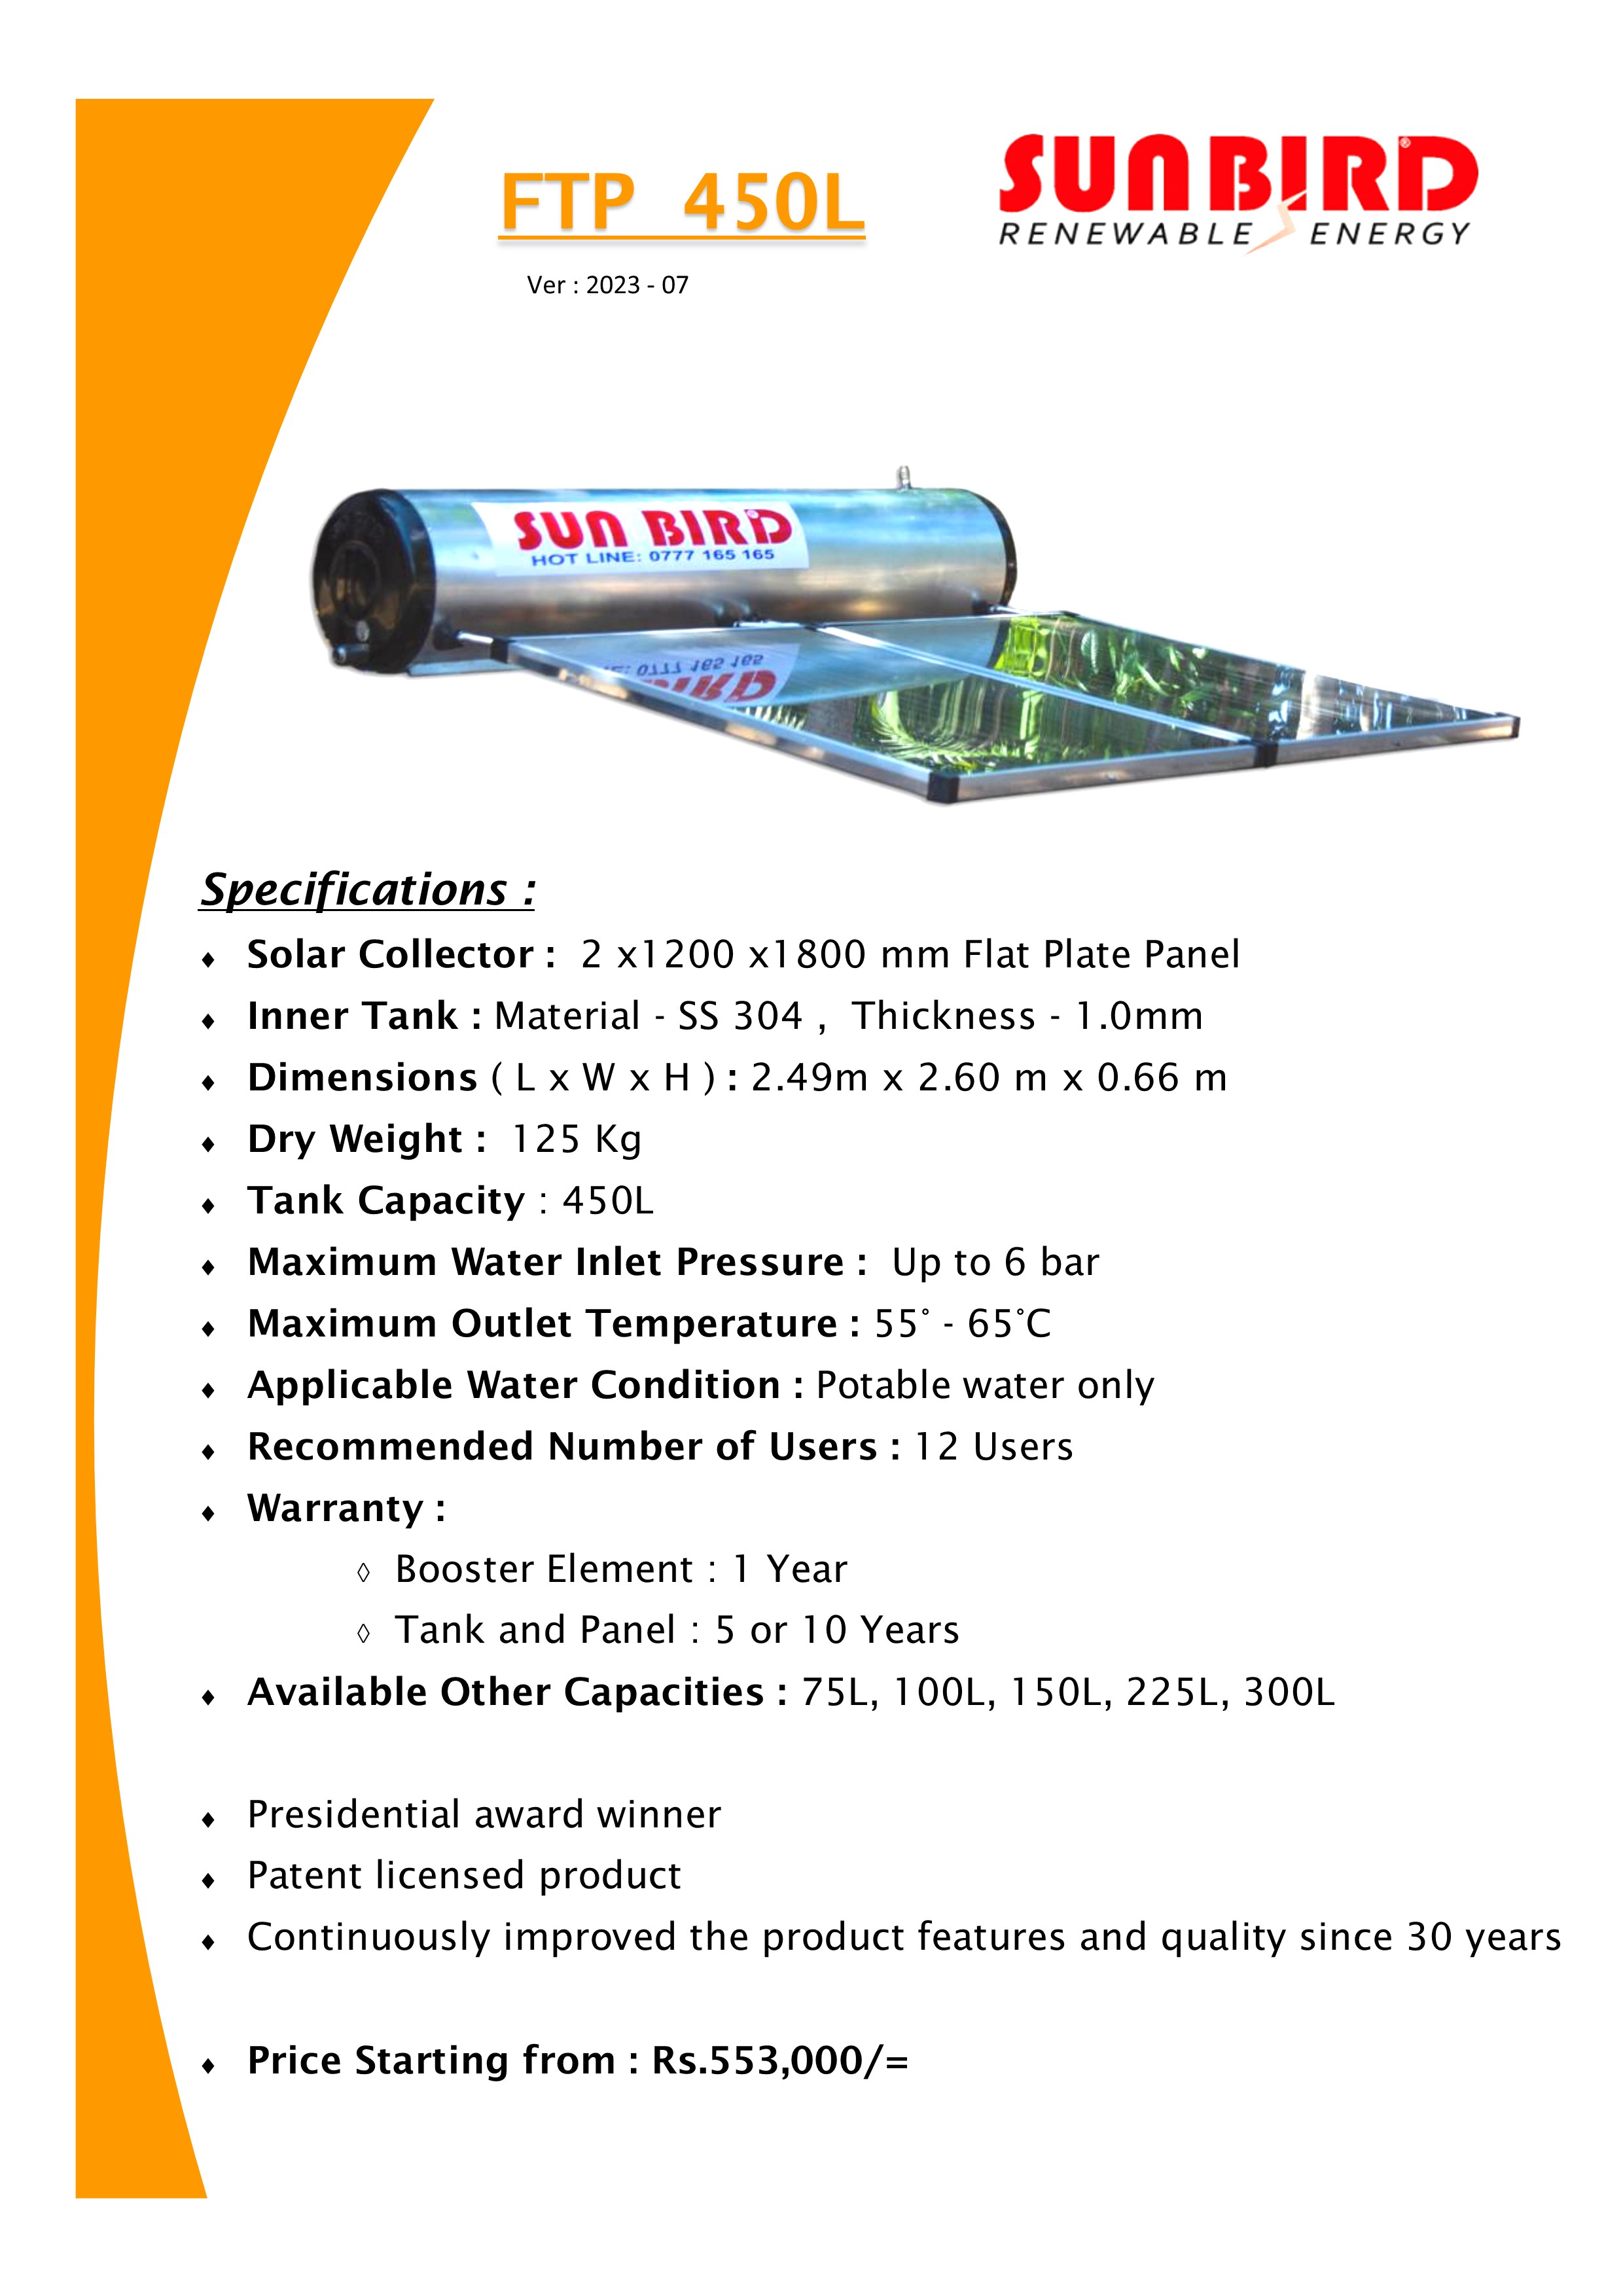 FTP 450L
SUN BIRD®
RENEWABLE ENERGY
Ver : 2023 - 07
SUN BIRD
HOT LINE: 0777 165 165
Specifications :
♦ Solar Collector : 2 x1200 x1800 mm Flat Plate Panel
♦ Inner Tank : Material - SS 304 , Thickness - 1.0mm
♦ Dimensions ( L x W x H ) : 2.49m x 2.60 m x 0.66 m
♦ Dry Weight : 125 Kg
♦ Tank Capacity : 450L
♦ Maximum Water Inlet Pressure : Up to 6 bar
♦ Maximum Outlet Temperature : 55˚ - 65˚C
♦ Applicable Water Condition : Potable water only
♦ Recommended Number of Users : 12 Users
♦ Warranty :
◊ Booster Element : 1 Year
◊ Tank and Panel : 5 or 10 Years
♦ Available Other Capacities : 75L, 100L, 150L, 225L, 300L
♦ Presidential award winner
♦ Patent licensed product
♦ Continuously improved the product features and quality since 30 years
♦ Price Starting from : Rs.553,000/=